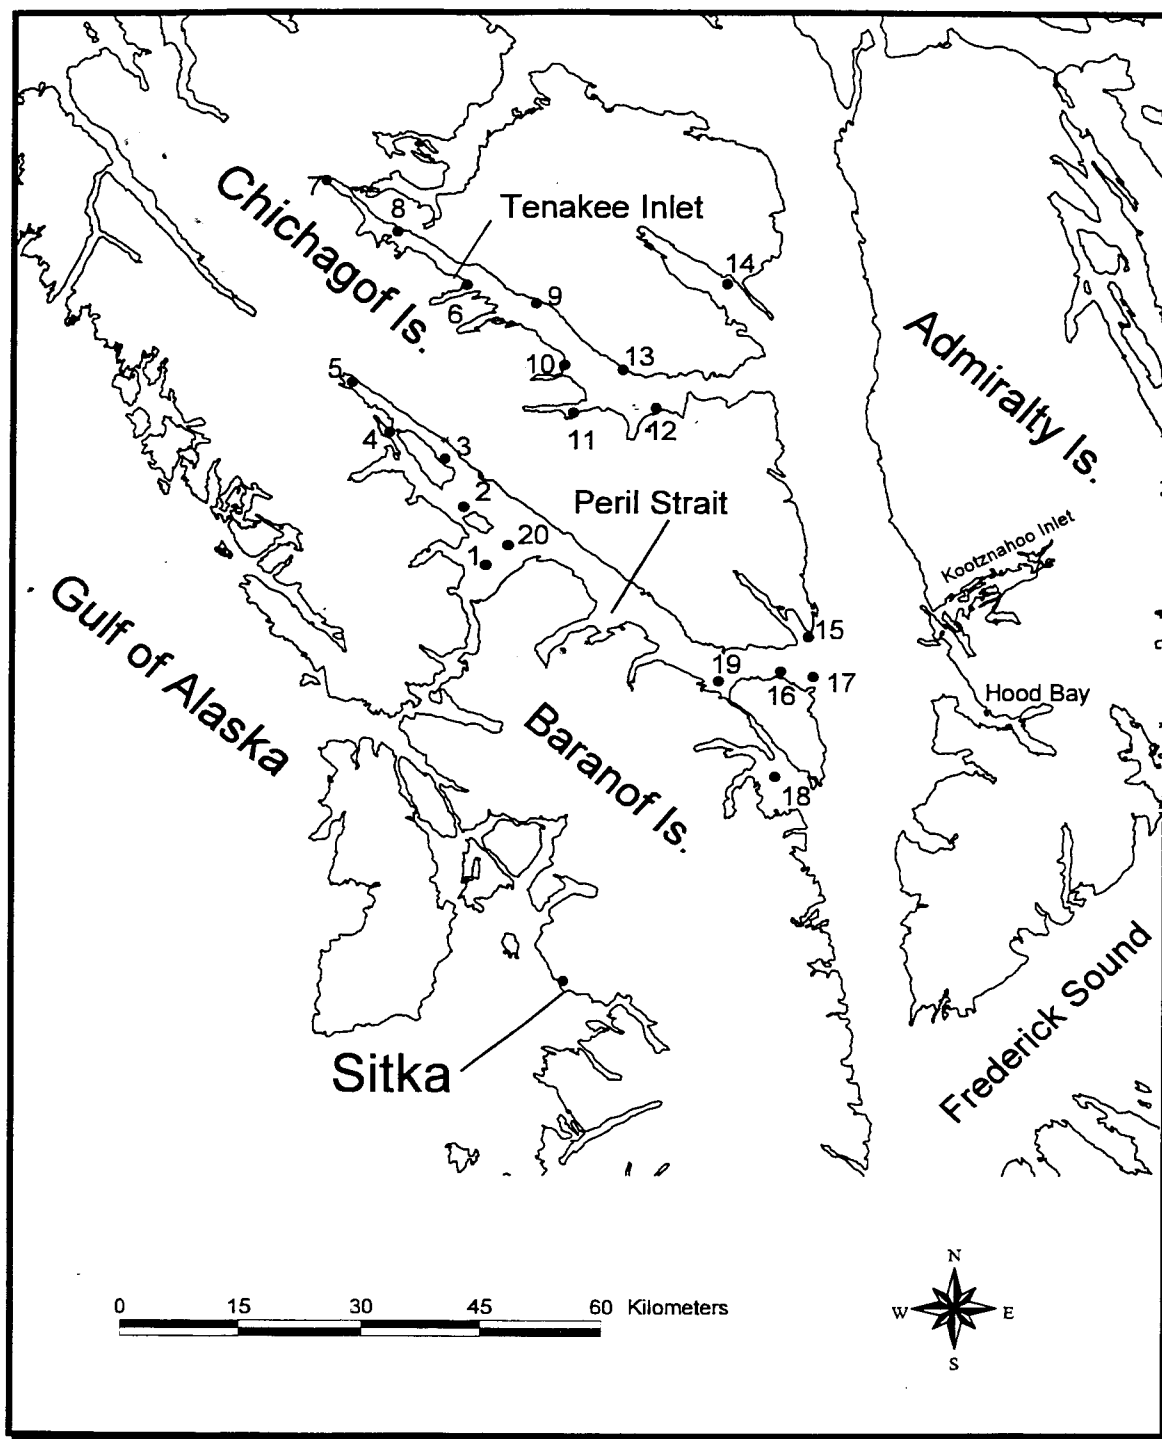 7
8
Tenakee Inlet
Chichagof Is.
14
6
9
Admiralty Is.
10
13
5
11
12
4
3
2
Peril Strait
20
1
Kootznahoo Inlet
Gulf of Alaska
15
19
16
17
Hood Bay
Baranof Is.
18
Frederick Sound
Sitka
N
W
E
S
0
15
30
45
60 Kilometers